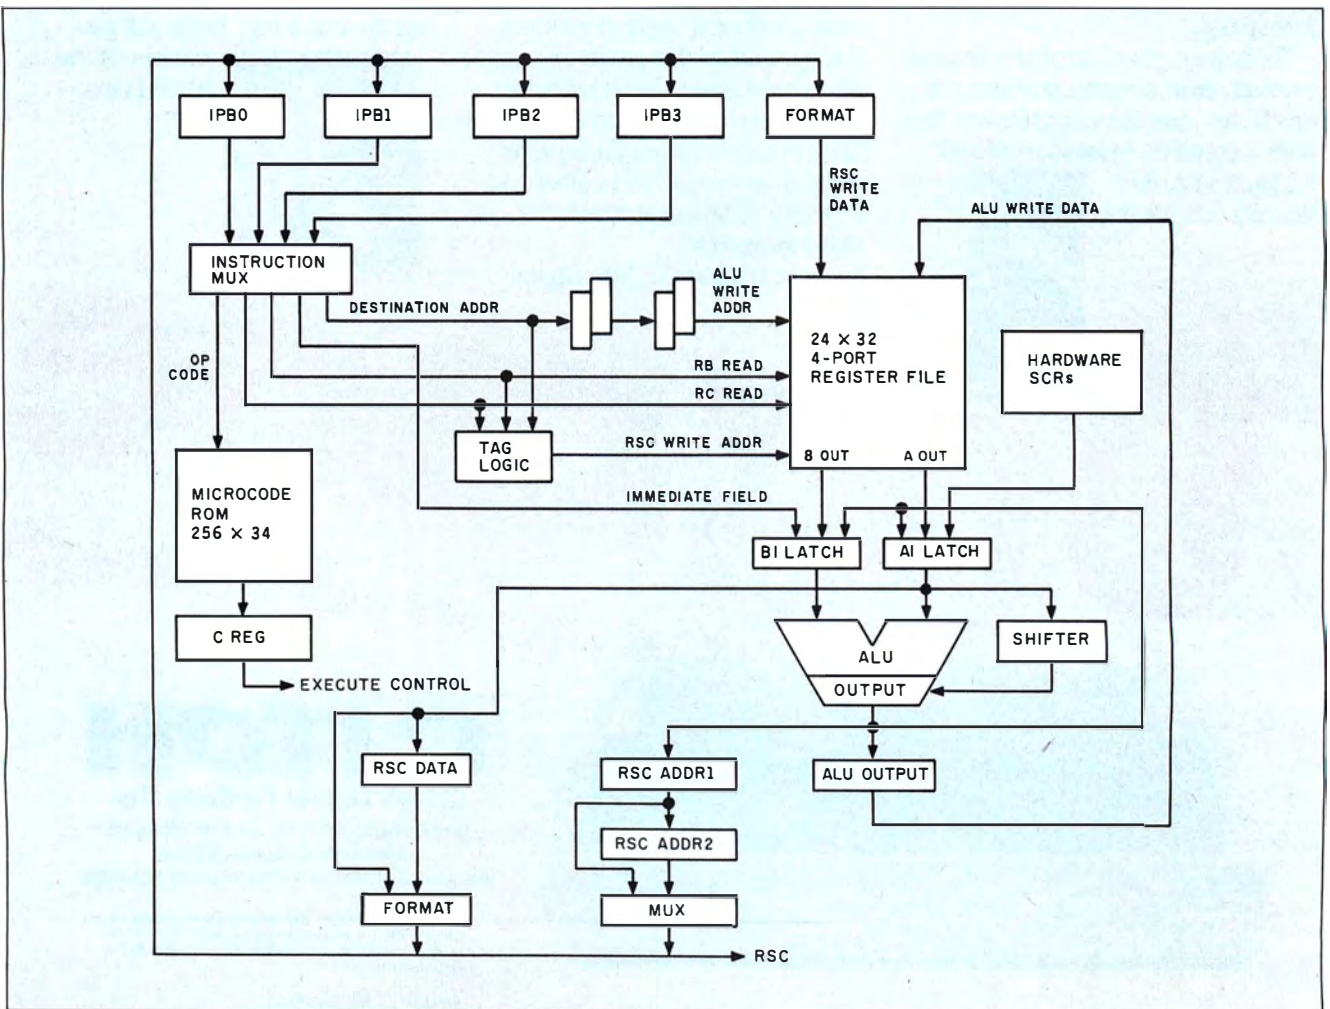 IPB0
IPB1
IPB2
IPB3
FORMAT
RSC
WRITE
DATA
ALU WRITE DATA
INSTRUCTION
MUX
DESTINATION ADDR
ALU
WRITE
ADDR
OP
CODE
24 × 32
4-PORT
REGISTER FILE
HARDWARE
SCRs
RB READ
RC READ
TAG
LOGIC
RSC WRITE ADDR
8 OUT
A OUT
MICROCODE
ROM
256 × 34
IMMEDIATE FIELD
BI LATCH
AI LATCH
C REG
ALU
SHIFTER
EXECUTE CONTROL
OUTPUT
RSC DATA
RSC ADDR1
ALU OUTPUT
RSC ADDR2
FORMAT
MUX
RSC